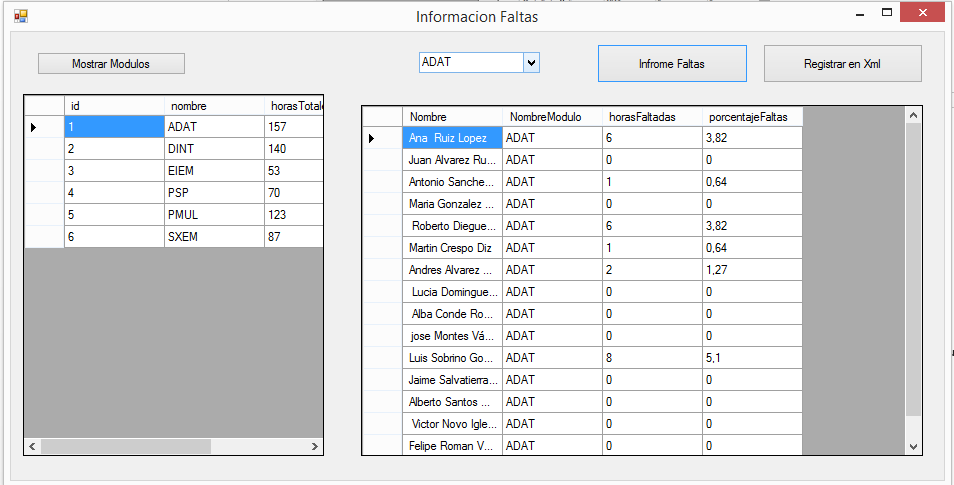 Informacion Faltas
Mostrar Modulos
ADAT
Infrome Faltas
Registrar en Xml
id nombre horasTotale
1 ADAT 157
2 DINT 140
3 EIEM 53
4 PSP 70
5 PMUL 123
6 SXEM 87
Nombre NombreModulo horasFaltadas porcentajeFaltas
Ana Ruiz Lopez ADAT 6 3,82
Juan Alvarez Ru... ADAT 0 0
Antonio Sanche... ADAT 1 0,64
Maria Gonzalez ... ADAT 0 0
Roberto Diegue... ADAT 6 3,82
Martin Crespo Diz ADAT 1 0,64
Andres Alvarez ... ADAT 2 1,27
Lucia Domingue... ADAT 0 0
Alba Conde Ro... ADAT 0 0
jose Montes Vá... ADAT 0 0
Luis Sobrino Go... ADAT 8 5,1
Jaime Salvatierra... ADAT 0 0
Alberto Santos ... ADAT 0 0
Victor Novo Igle... ADAT 0 0
Felipe Roman V... ADAT 0 0